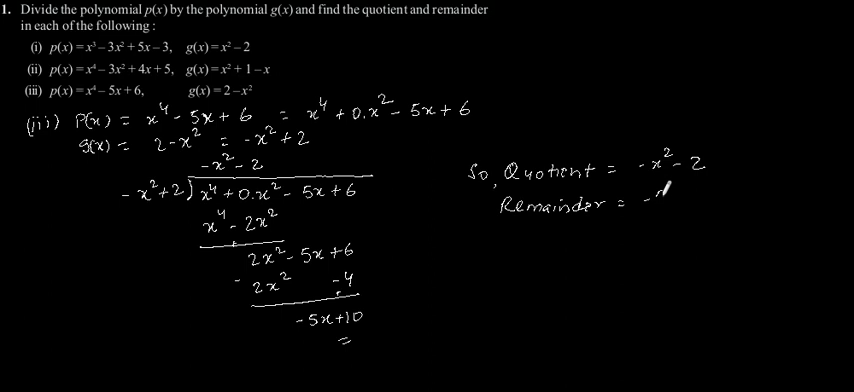 1. Divide the polynomial p(x) by the polynomial g(x) and find the quotient and remainder
in each of the following :
(i) p(x) = x³ – 3x² + 5x – 3, g(x) = x² – 2
(ii) p(x) = x⁴ – 3x² + 4x + 5, g(x) = x² + 1 – x
(iii) p(x) = x⁴ – 5x + 6, g(x) = 2 – x²
(iii) P(x) = x⁴ - 5x + 6 = x⁴ + 0.x² - 5x + 6
g(x) = 2 - x² = -x² + 2
-x² - 2
-x² + 2) x⁴ + 0.x² - 5x + 6
x⁴ - 2x²
- +
2x² - 5x + 6
2x² - 4
- +
-5x + 10
=
So, Quotient = -x² - 2
Remainder = -